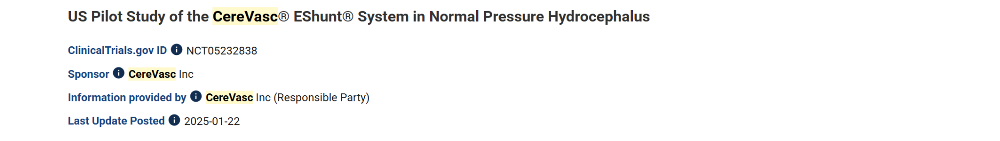 US Pilot Study of the CereVasc® EShunt® System in Normal Pressure Hydrocephalus
ClinicalTrials.gov ID i NCT05232838
Sponsor i CereVasc Inc
Information provided by i CereVasc Inc (Responsible Party)
Last Update Posted i 2025-01-22